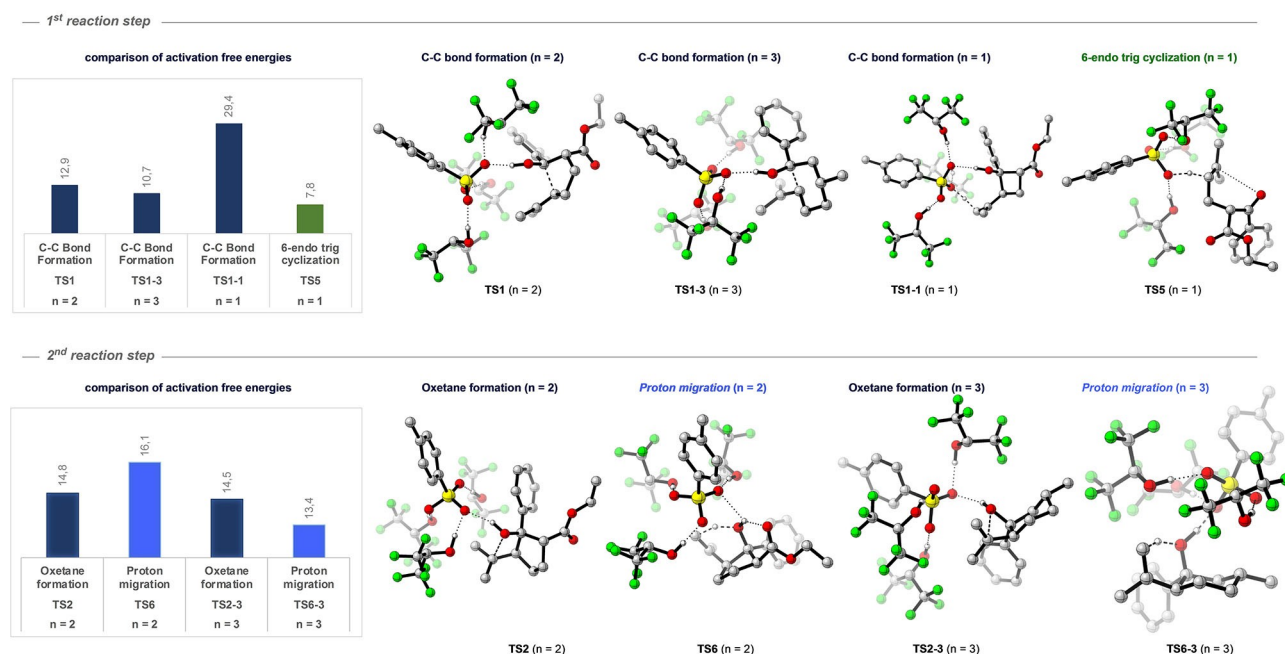 1st reaction step
comparison of activation free energies
C-C bond formation (n = 2)
C-C bond formation (n = 3)
C-C bond formation (n = 1)
6-endo trig cyclization (n = 1)
12,9
10,7
29,4
7,8
C-C Bond Formation
C-C Bond Formation
C-C Bond Formation
6-endo trig cyclization
TS1
TS1-3
TS1-1
TS5
n = 2
n = 3
n = 1
n = 1
TS1 (n = 2)
TS1-3 (n = 3)
TS1-1 (n = 1)
TS5 (n = 1)
2nd reaction step
comparison of activation free energies
Oxetane formation (n = 2)
Proton migration (n = 2)
Oxetane formation (n = 3)
Proton migration (n = 3)
14,8
16,1
14,5
13,4
Oxetane formation
Proton migration
Oxetane formation
Proton migration
TS2
TS6
TS2-3
TS6-3
n = 2
n = 2
n = 3
n = 3
TS2 (n = 2)
TS6 (n = 2)
TS2-3 (n = 3)
TS6-3 (n = 3)